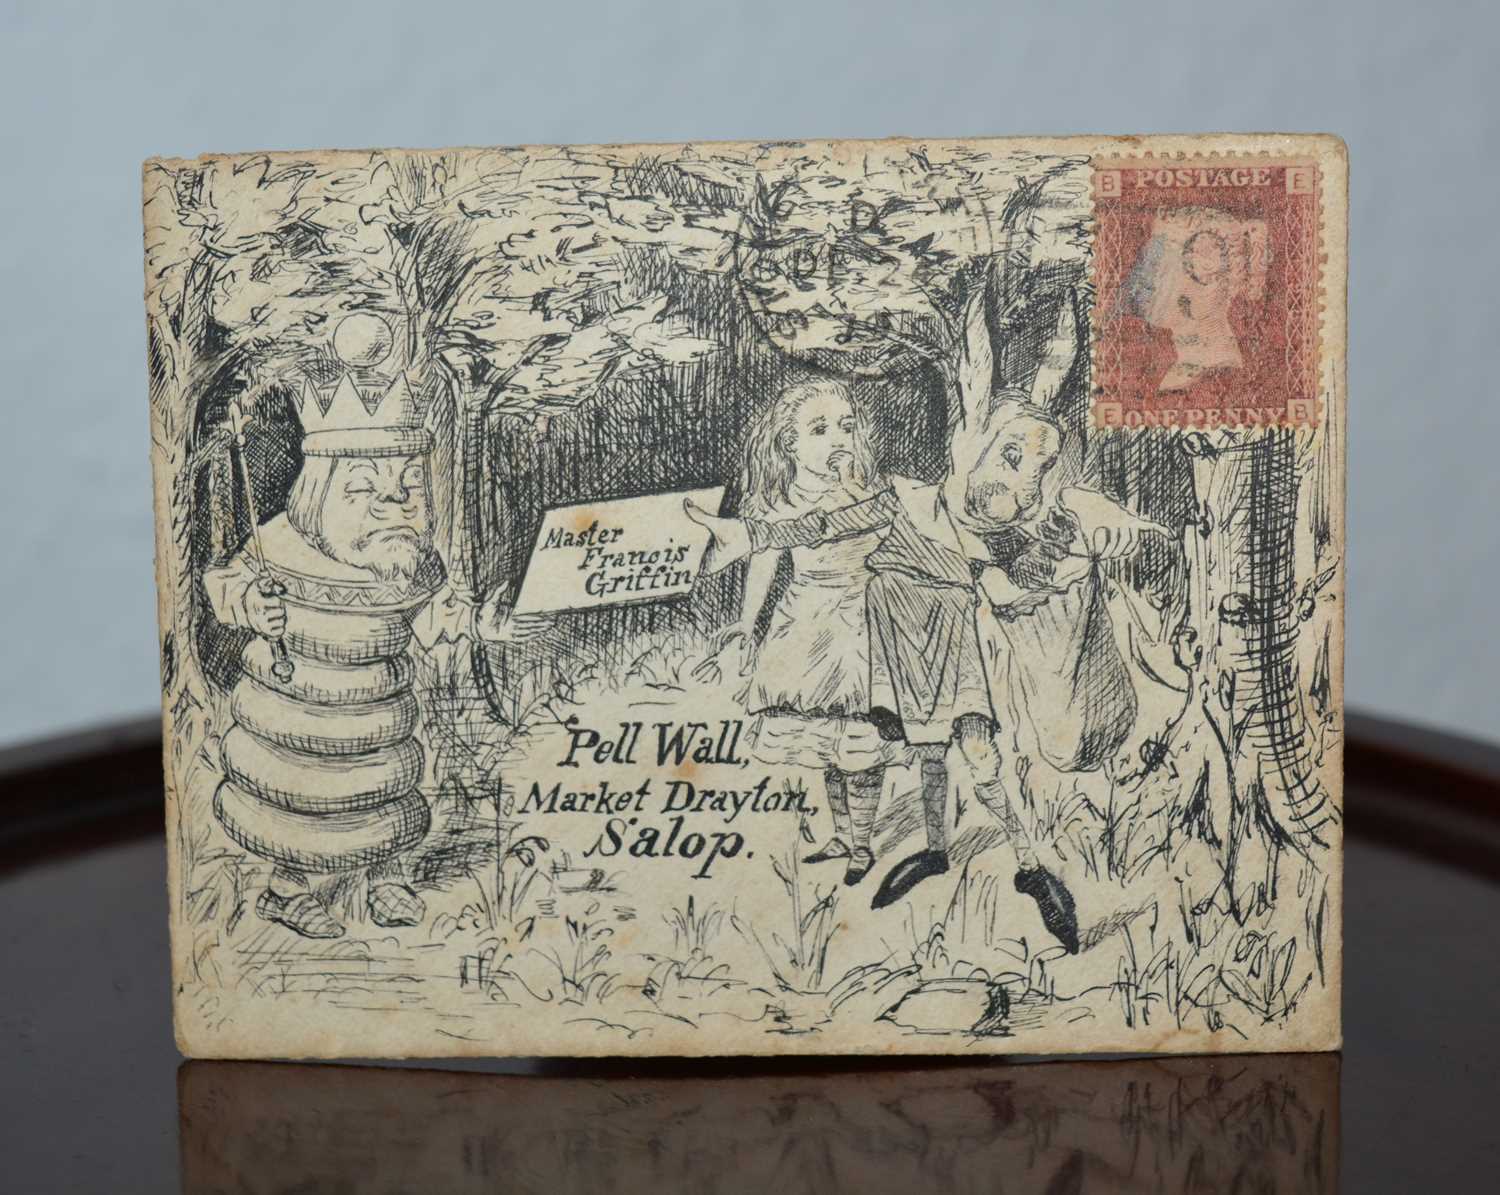 B POSTAGE E
E ONE PENNY B
Master
Francis
Griffin
Pell Wall,
Market Drayton,
Salop.